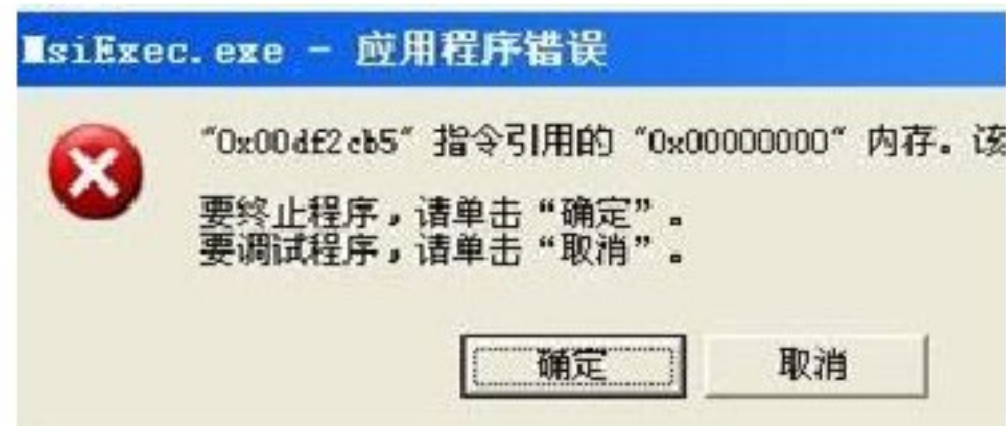 MsiExec.exe - 应用程序错误
"0x00df2cb5" 指令引用的 "0x00000000" 内存。该
要终止程序，请单击“确定”。
要调试程序，请单击“取消”。
确定
取消